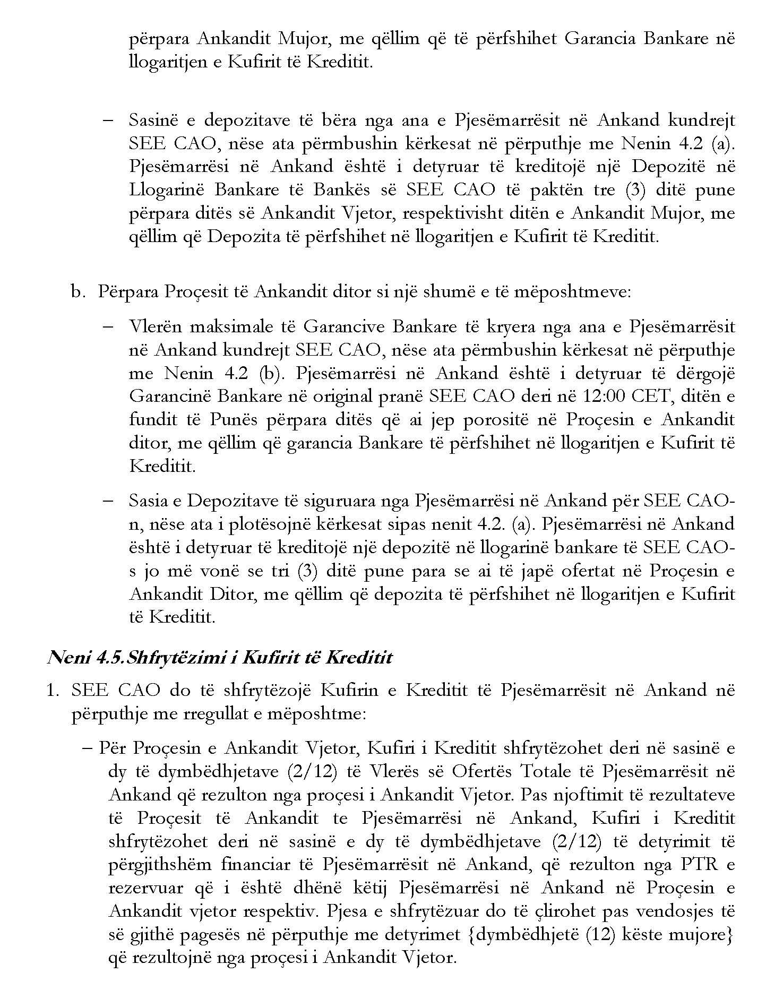 përpara Ankandit Mujor, me qëllim që të përfshihet Garancia Bankare në
llogaritjen e Kufirit të Kreditit.
– Sasinë e depozitave të bëra nga ana e Pjesëmarrësit në Ankand kundrejt
SEE CAO, nëse ata përmbushin kërkesat në përputhje me Nenin 4.2 (a).
Pjesëmarrësi në Ankand është i detyruar të kreditojë një Depozitë në
Llogarinë Bankare të Bankës së SEE CAO të paktën tre (3) ditë pune
përpara ditës së Ankandit Vjetor, respektivisht ditën e Ankandit Mujor, me
qëllim që Depozita të përfshihet në llogaritjen e Kufirit të Kreditit.
b. Përpara Proçesit të Ankandit ditor si një shumë e të mëposhtmeve:
– Vlerën maksimale të Garancive Bankare të kryera nga ana e Pjesëmarrësit
në Ankand kundrejt SEE CAO, nëse ata përmbushin kërkesat në përputhje
me Nenin 4.2 (b). Pjesëmarrësi në Ankand është i detyruar të dërgojë
Garancinë Bankare në original pranë SEE CAO deri në 12:00 CET, ditën e
fundit të Punës përpara ditës që ai jep porositë në Proçesin e Ankandit
ditor, me qëllim që garancia Bankare të përfshihet në llogaritjen e Kufirit të
Kreditit.
– Sasia e Depozitave të siguruara nga Pjesëmarrësi në Ankand për SEE CAO-
n, nëse ata i plotësojnë kërkesat sipas nenit 4.2. (a). Pjesëmarrësi në Ankand
është i detyruar të kreditojë një depozitë në llogarinë bankare të SEE CAO-
s jo më vonë se tri (3) ditë pune para se ai të japë ofertat në Proçesin e
Ankandit Ditor, me qëllim që depozita të përfshihet në llogaritjen e Kufirit
të Kreditit.
Neni 4.5.Shfrytëzimi i Kufirit të Kreditit
1. SEE CAO do të shfrytëzojë Kufirin e Kreditit të Pjesëmarrësit në Ankand në
përputhje me rregullat e mëposhtme:
– Për Proçesin e Ankandit Vjetor, Kufiri i Kreditit shfrytëzohet deri në sasinë e
dy të dymbëdhjetave (2/12) të Vlerës së Ofertës Totale të Pjesëmarrësit në
Ankand që rezulton nga proçesi i Ankandit Vjetor. Pas njoftimit të rezultateve
të Proçesit të Ankandit te Pjesëmarrësi në Ankand, Kufiri i Kreditit
shfrytëzohet deri në sasinë e dy të dymbëdhjetave (2/12) të detyrimit të
përgjithshëm financiar të Pjesëmarrësit në Ankand, që rezulton nga PTR e
rezervuar që i është dhënë këtij Pjesëmarrësi në Ankand në Proçesin e
Ankandit vjetor respektiv. Pjesa e shfrytëzuar do të çlirohet pas vendosjes të
së gjithë pagesës në përputhje me detyrimet {dymbëdhjetë (12) këste mujore}
që rezultojnë nga proçesi i Ankandit Vjetor.